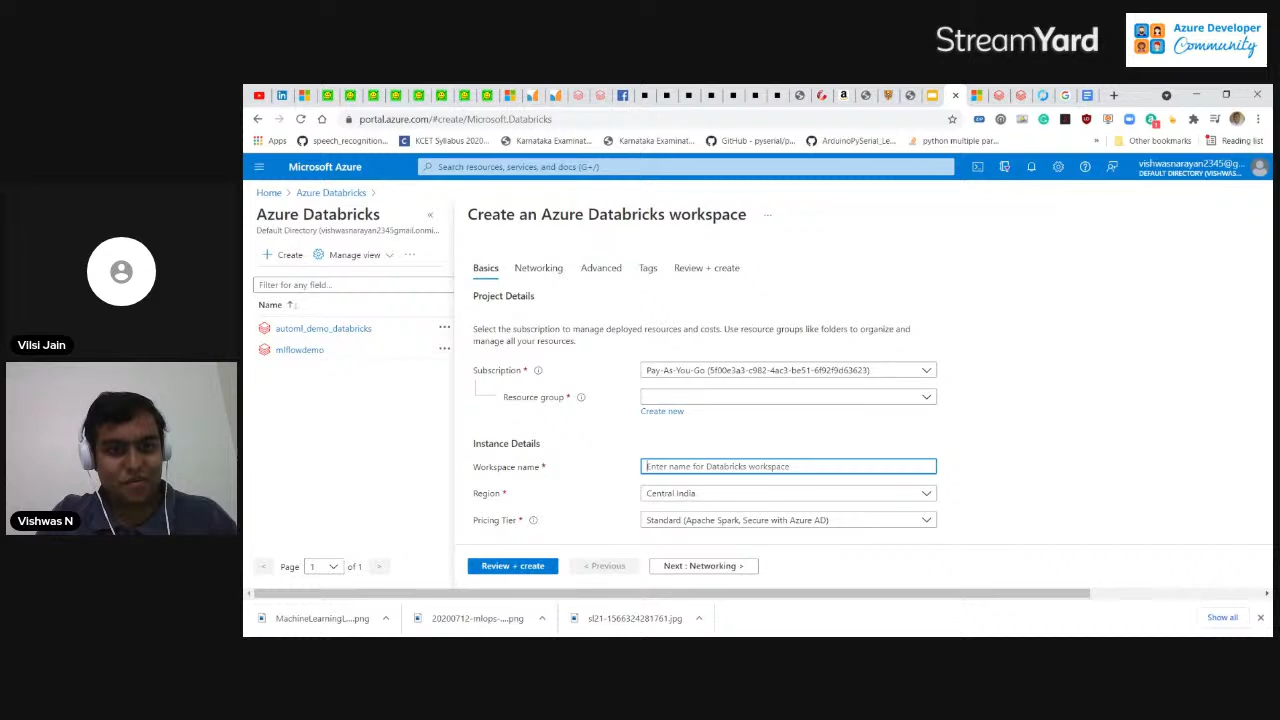 StreamYard
Azure Developer
Community
portal.azure.com/#create/Microsoft.Databricks
Apps
speech_recognition...
KCET Syllabus 2020...
Karnataka Examinat...
Karnataka Examinat...
GitHub - pyserial/p...
ArduinoPySerial_Le...
python multiple par...
»
Other bookmarks
Reading list
Microsoft Azure
Search resources, services, and docs (G+/)
vishwasnarayan2345@g...
DEFAULT DIRECTORY (VISHWAS...
Home > Azure Databricks >
Azure Databricks
«
Default Directory (vishwasnarayan2345gmail.onmi...
+ Create
Manage view
...
Filter for any field...
Name ↑↓
automl_demo_databricks
...
mlflowdemo
...
< Page 1 of 1 >
Create an Azure Databricks workspace
...
Basics
Networking
Advanced
Tags
Review + create
Project Details
Select the subscription to manage deployed resources and costs. Use resource groups like folders to organize and
manage all your resources.
Subscription *
Pay-As-You-Go (5f00e3a3-c982-4ac3-be51-6f92f9d63623)
Resource group *
Create new
Instance Details
Workspace name *
Enter name for Databricks workspace
Region *
Central India
Pricing Tier *
Standard (Apache Spark, Secure with Azure AD)
Review + create
< Previous
Next : Networking >
MachineLearningL....png
20200712-mlops-....png
sl21-1566324281761.jpg
Show all
Vilsi Jain
Vishwas N